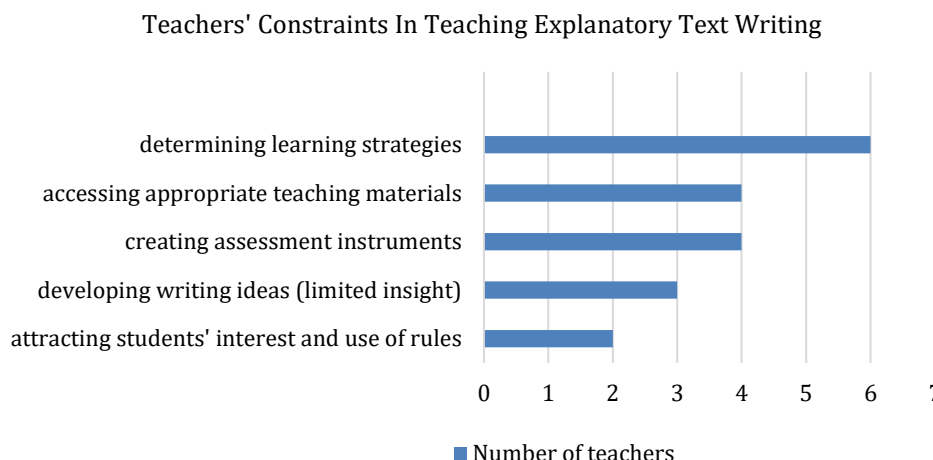 Teachers' Constraints In Teaching Explanatory Text Writing
determining learning strategies
accessing appropriate teaching materials
creating assessment instruments
developing writing ideas (limited insight)
attracting students' interest and use of rules
0 1 2 3 4 5 6 7
Number of teachers